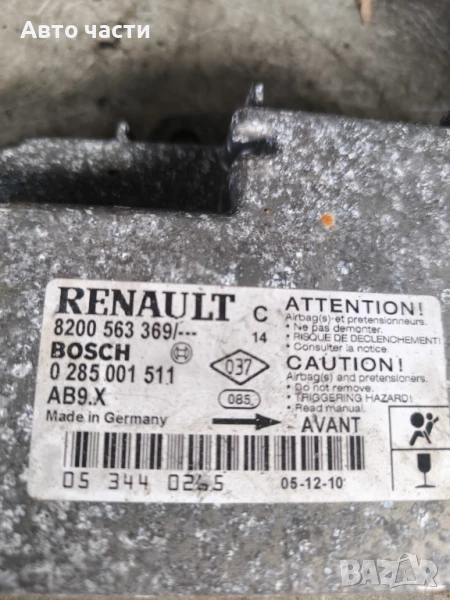 Авто части
RENAULT C
8200 563 369/--- 14
BOSCH
0 285 001 511 037
AB9.X 085
Made in Germany AVANT
ATTENTION!
Airbag(s) et pretensionneurs.
• Ne pas demonter.
• RISQUE DE DECLENCHEMENT!
• Consulter la notice.
CAUTION!
Airbag(s) and pretensioners.
• Do not remove.
• TRIGGERING HAZARD!
• Read manual.
05 344 0265 05-12-10
BAZAR
bg